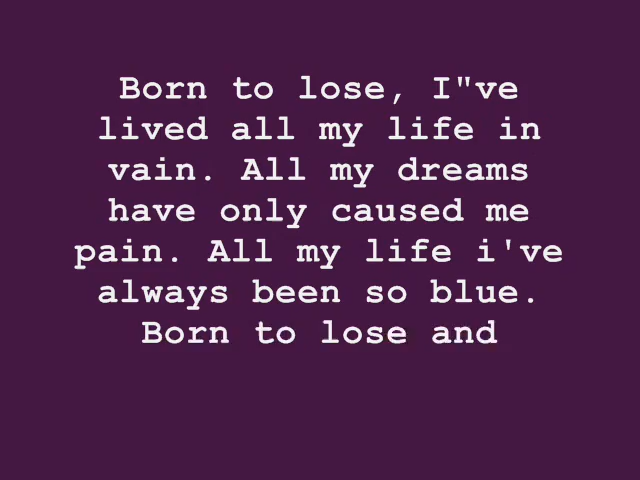 Born to lose, I"ve
lived all my life in
vain. All my dreams
have only caused me
pain. All my life i've
always been so blue.
Born to lose and